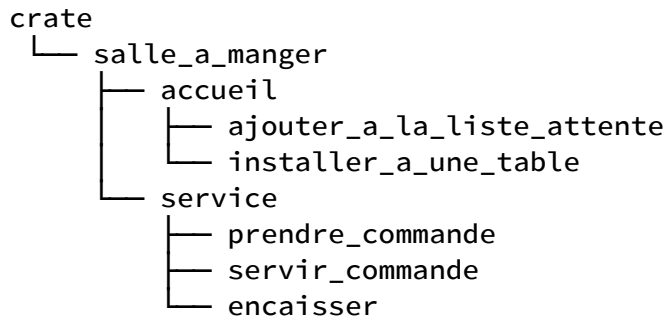 crate
└── salle_a_manger
    ├── accueil
    │   ├── ajouter_a_la_liste_attente
    │   └── installer_a_une_table
    └── service
        ├── prendre_commande
        ├── servir_commande
        └── encaisser